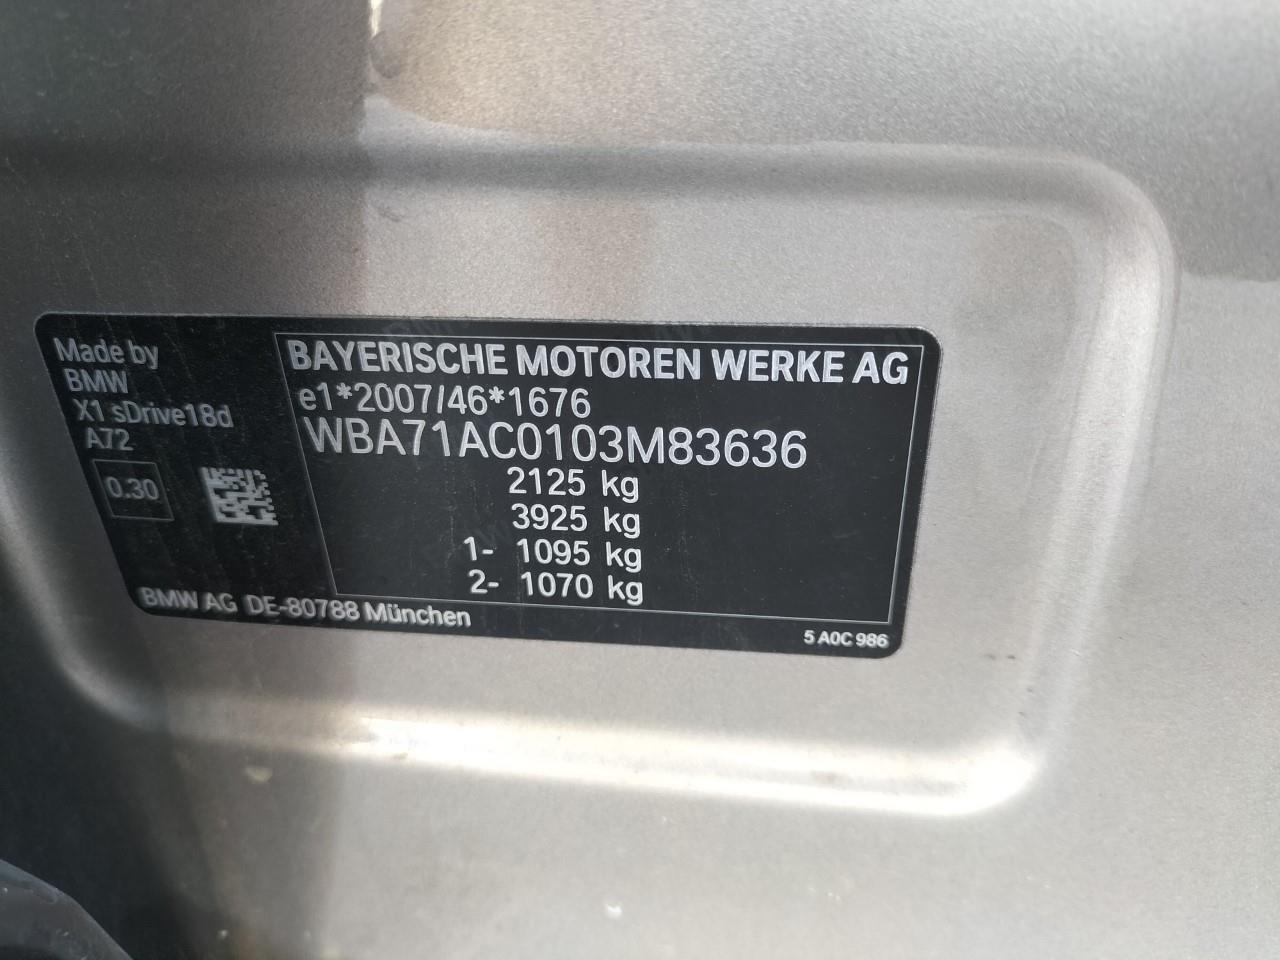 Made by
BMW
X1 sDrive18d
A72
0.30
BAYERISCHE MOTOREN WERKE AG
e1*2007/46*1676
WBA71AC0103M83636
2125 kg
3925 kg
1- 1095 kg
2- 1070 kg
BMW AG DE-80788 München
5 A0C 986